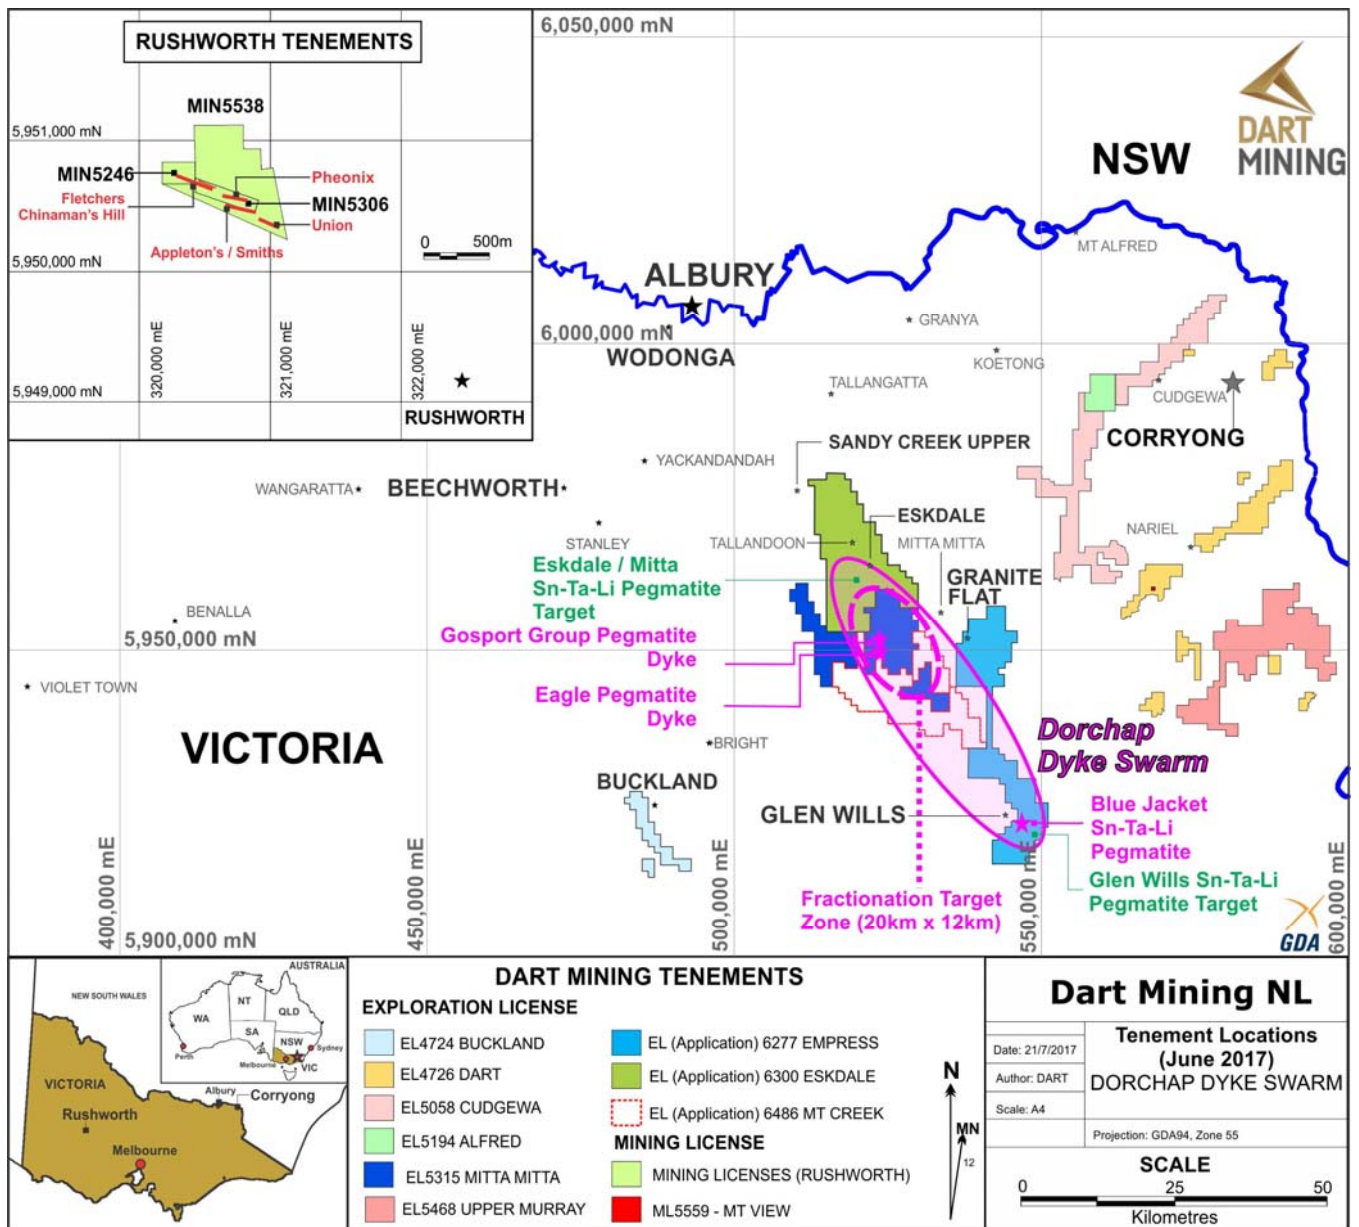 RUSHWORTH TENEMENTS
MIN5538
5,951,000 mN
MIN5246
Pheonix
Fletchers
Chinaman's Hill
MIN5306
Union
Appleton's / Smiths
0 500m
5,950,000 mN
320,000 mE
321,000 mE
322,000 mE
5,949,000 mN
RUSHWORTH
6,050,000 mN
DART
MINING
NSW
MT ALFRED
ALBURY
GRANYA
6,000,000 mN
WODONGA
KOETONG
TALLANGATTA
CUDGEWA
CORRYONG
SANDY CREEK UPPER
YACKANDANDAH
WANGARATTA
BEECHWORTH
ESKDALE
NARIEL
STANLEY
TALLANDOON
MITTA MITTA
Eskdale / Mitta
Sn-Ta-Li Pegmatite
Target
GRANITE
FLAT
BENALLA
5,950,000 mN
Gosport Group Pegmatite
Dyke
VIOLET TOWN
Eagle Pegmatite
Dyke
VICTORIA
BRIGHT
Dorchap
Dyke Swarm
BUCKLAND
GLEN WILLS
Blue Jacket
Sn-Ta-Li
Pegmatite
Glen Wills Sn-Ta-Li
Pegmatite Target
Fractionation Target
Zone (20km x 12km)
400,000 mE
450,000 mE
500,000 mE
550,000 mE
600,000 mE
5,900,000 mN
GDA
NEW SOUTH WALES
AUSTRALIA
NT
QLD
WA
SA
NSW
Perth
Sydney
Melbourne
VIC
VICTORIA
Albury
Corryong
Rushworth
Melbourne
DART MINING TENEMENTS
EXPLORATION LICENSE
EL4724 BUCKLAND
EL4726 DART
EL5058 CUDGEWA
EL5194 ALFRED
EL5315 MITTA MITTA
EL5468 UPPER MURRAY
EL (Application) 6277 EMPRESS
EL (Application) 6300 ESKDALE
EL (Application) 6486 MT CREEK
MINING LICENSE
MINING LICENSES (RUSHWORTH)
ML5559 - MT VIEW
N
MN
12
Dart Mining NL
Date: 21/7/2017
Author: DART
Scale: A4
Tenement Locations
(June 2017)
DORCHAP DYKE SWARM
Projection: GDA94, Zone 55
SCALE
0 25 50
Kilometres